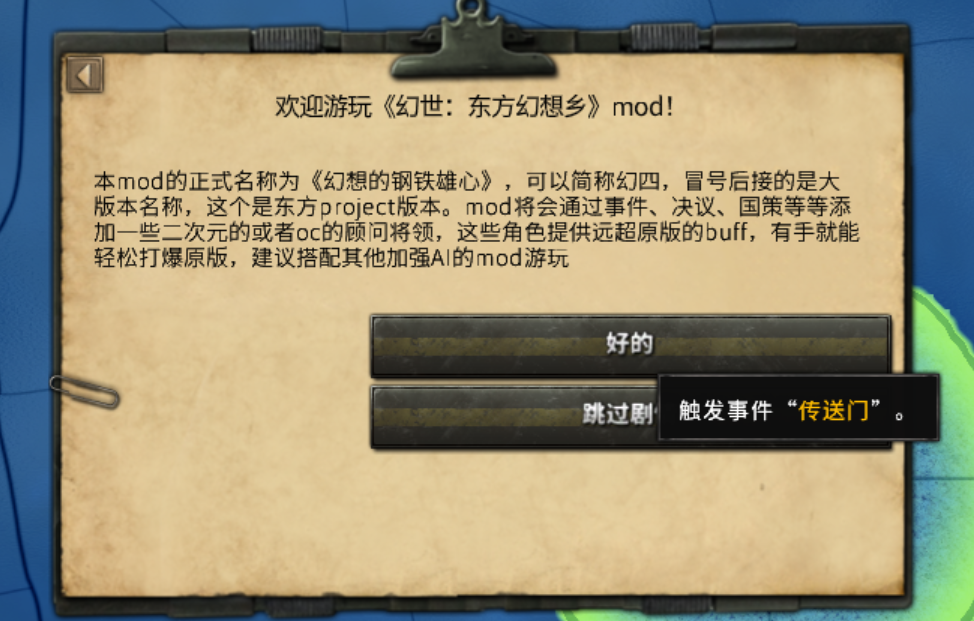 欢迎游玩《幻世：东方幻想乡》mod！
本mod的正式名称为《幻想的钢铁雄心》，可以简称幻四，冒号后接的是大
版本名称，这个是东方project版本。mod将会通过事件、决议、国策等等添
加一些二次元的或者oc的顾问将领，这些角色提供远超原版的buff，有手就能
轻松打爆原版，建议搭配其他加强AI的mod游玩
好的
跳过剧
触发事件“传送门”。